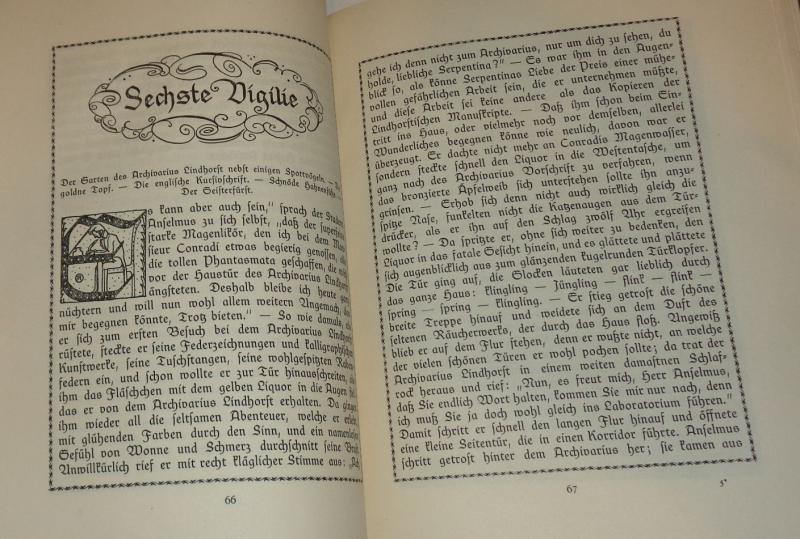 Sechste Vigilie
Der Garten des Archivarius Lindhorst nebst einigen Spottvögeln. —
goldne Topf. — Die englische Kursivschrift. — Schnöde
Der Geisterfürst.
Es kann aber auch sein,“ sprach der
Anselmus zu sich selbst, „daß der
starke Magenlikör, den ich bei dem
sieur Conradi etwas begierig genossen,
die tollen Phantasmata geschaffen, die
vor der Haustür des Archivarius
ängsteten. Deshalb bleibe ich heute
nüchtern und will nun wohl allem weitern Ungemach,
mir begegnen könnte, Trotz bieten.“ — So wie damals,
er sich zum ersten Besuch bei dem Archivarius
rüstete, steckte er seine Federzeichnungen und
Kunstwerke, seine Tuschstangen, seine wohlgespitzten
federn ein, und schon wollte er zur Tür hinausschreiten,
ihm das Fläschchen mit dem gelben Liquor in die Augen
das er von dem Archivarius Lindhorst erhalten. Da
ihm wieder all die seltsamen Abenteuer, welche er
mit glühenden Farben durch den Sinn, und ein
Gefühl von Wonne und Schmerz durchschnitt seine
Unwillkürlich rief er mit recht kläglicher Stimme aus: „Ach
66
gehe ich denn nicht zum Archivarius, nur um dich zu sehen, du
holde, liebliche Serpentina?“ — Es war ihm in den Augen-
blick so, als könne Serpentinas Liebe der Preis einer mühe-
vollen gefährlichen Arbeit sein, die er unternehmen müßte,
und diese Arbeit sei keine andere als das Kopieren der
Lindhorstischen Manuskripte. — Daß ihm schon beim Ein-
tritt ins Haus, oder vielmehr noch vor demselben, allerlei
Wunderliches begegnen könne wie neulich, davon war er
überzeugt. Er dachte nicht mehr an Conradis Magenwasser,
sondern steckte schnell den Liquor in die Westentasche, um
ganz nach des Archivarius Vorschrift zu verfahren, wenn
das bronzierte Äpfelweib sich unterstehen sollte ihn anzu-
grinsen. — Erhob sich denn nicht auch wirklich gleich die
spitze Nase, funkelten nicht die Katzenaugen aus dem Tür-
drücker, als er ihn auf den Schlag zwölf Uhr ergreifen
wollte? — Da spritzte er, ohne sich weiter zu bedenken, den
Liquor in das fatale Gesicht hinein, und es glättete und plättete
sich augenblicklich aus zum glänzenden kugelrunden Türklopfer.
Die Tür ging auf, die Glocken läuteten gar lieblich durch
das ganze Haus: klingling — Jüngling — flink — flink —
spring — spring — klingling. — Er stieg getrost die schöne
breite Treppe hinauf und weidete sich an dem Duft des
seltenen Räucherwerks, der durch das Haus floß. Ungewiß
blieb er auf dem Flur stehen, denn er wußte nicht, an welche
der vielen schönen Türen er wohl pochen sollte; da trat der
Archivarius Lindhorst in einem weiten damastnen Schlaf-
rock heraus und rief: „Nun, es freut mich, Herr Anselmus,
daß Sie endlich Wort halten, kommen Sie mir nur nach, denn
ich muß Sie ja doch wohl gleich ins Laboratorium führen.“
Damit schritt er schnell den langen Flur hinauf und öffnete
eine kleine Seitentür, die in einen Korridor führte. Anselmus
schritt getrost hinter dem Archivarius her; sie kamen aus
67
5*